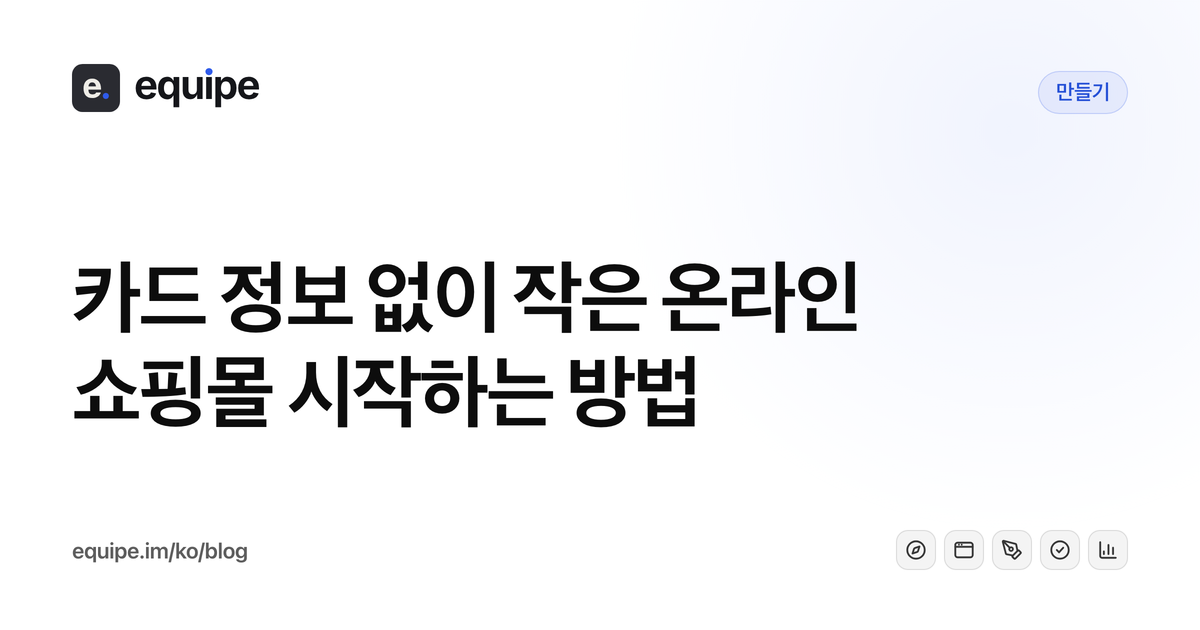 e. equipe
만들기
카드 정보 없이 작은 온라인
쇼핑몰 시작하는 방법
equipe.im/ko/blog